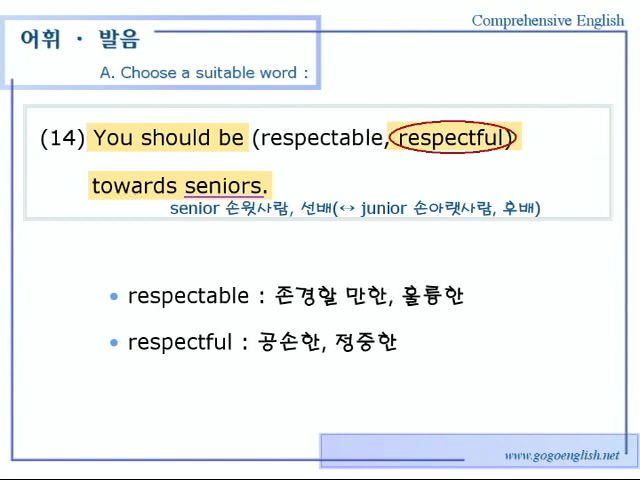 Comprehensive English
어휘 · 발음
A. Choose a suitable word :
(14) You should be (respectable, respectful)
towards seniors.
senior 손윗사람, 선배(↔ junior 손아랫사람, 후배)
• respectable : 존경할 만한, 훌륭한
• respectful : 공손한, 정중한
www.gogoenglish.net